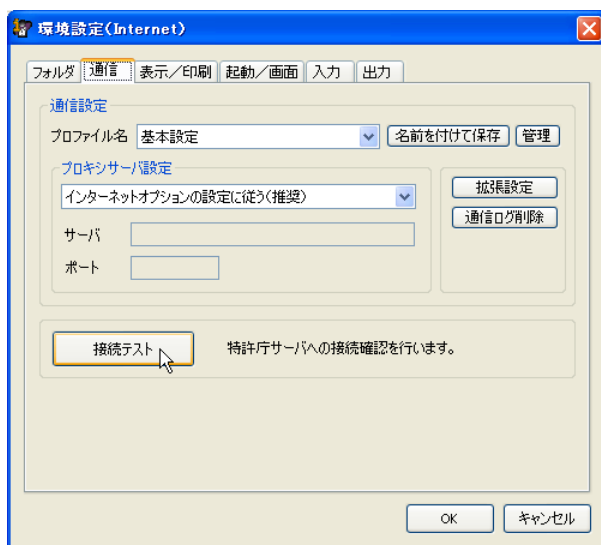 環境設定(Internet)
フォルダ 通信 表示/印刷 起動/画面 入力 出力
通信設定
プロファイル名 基本設定 名前を付けて保存 管理
プロキシサーバ設定
インターネットオプションの設定に従う(推奨)
拡張設定
通信ログ削除
サーバ
ポート
接続テスト 特許庁サーバへの接続確認を行います。
OK キャンセル